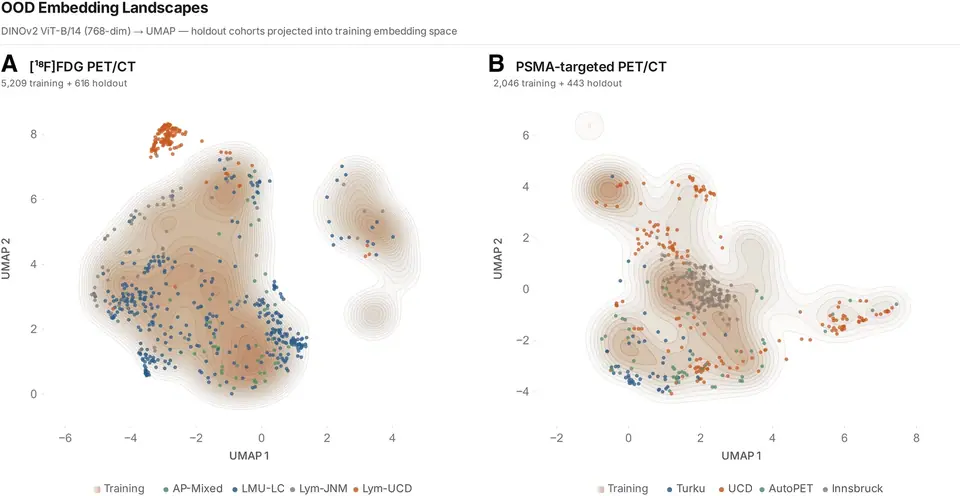 OOD Embedding Landscapes
DINOv2 ViT-B/14 (768-dim) → UMAP — holdout cohorts projected into training embedding space
A [¹⁸F]FDG PET/CT
5,209 training + 616 holdout
8
6
4
2
0
UMAP 2
−6 −4 −2 0 2 4
UMAP 1
Training AP-Mixed LMU-LC Lym-JNM Lym-UCD
B PSMA-targeted PET/CT
2,046 training + 443 holdout
6
4
2
0
−2
−4
UMAP 2
−2 0 2 4 6 8
UMAP 1
Training Turku UCD AutoPET Innsbruck